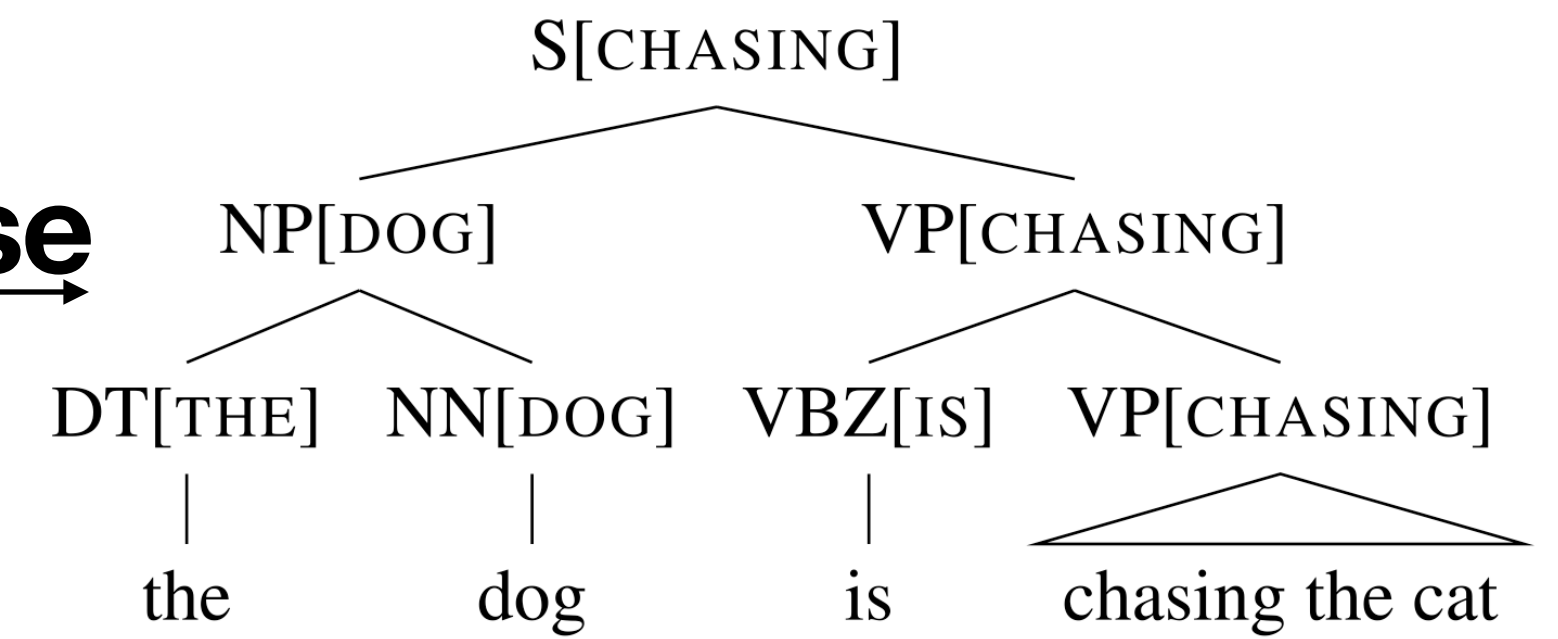 S[CHASING]
se
NP[DOG] VP[CHASING]
DT[THE] NN[DOG] VBZ[IS] VP[CHASING]
the dog is chasing the cat